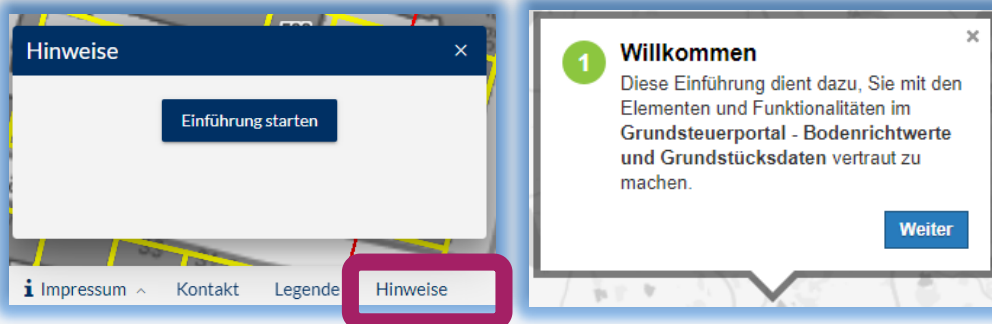 Hinweise ×
Einführung starten
i Impressum Kontakt Legende Hinweise
×
1 Willkommen
Diese Einführung dient dazu, Sie mit den
Elementen und Funktionalitäten im
Grundsteuerportal - Bodenrichtwerte
und Grundstücksdaten vertraut zu
machen.
Weiter